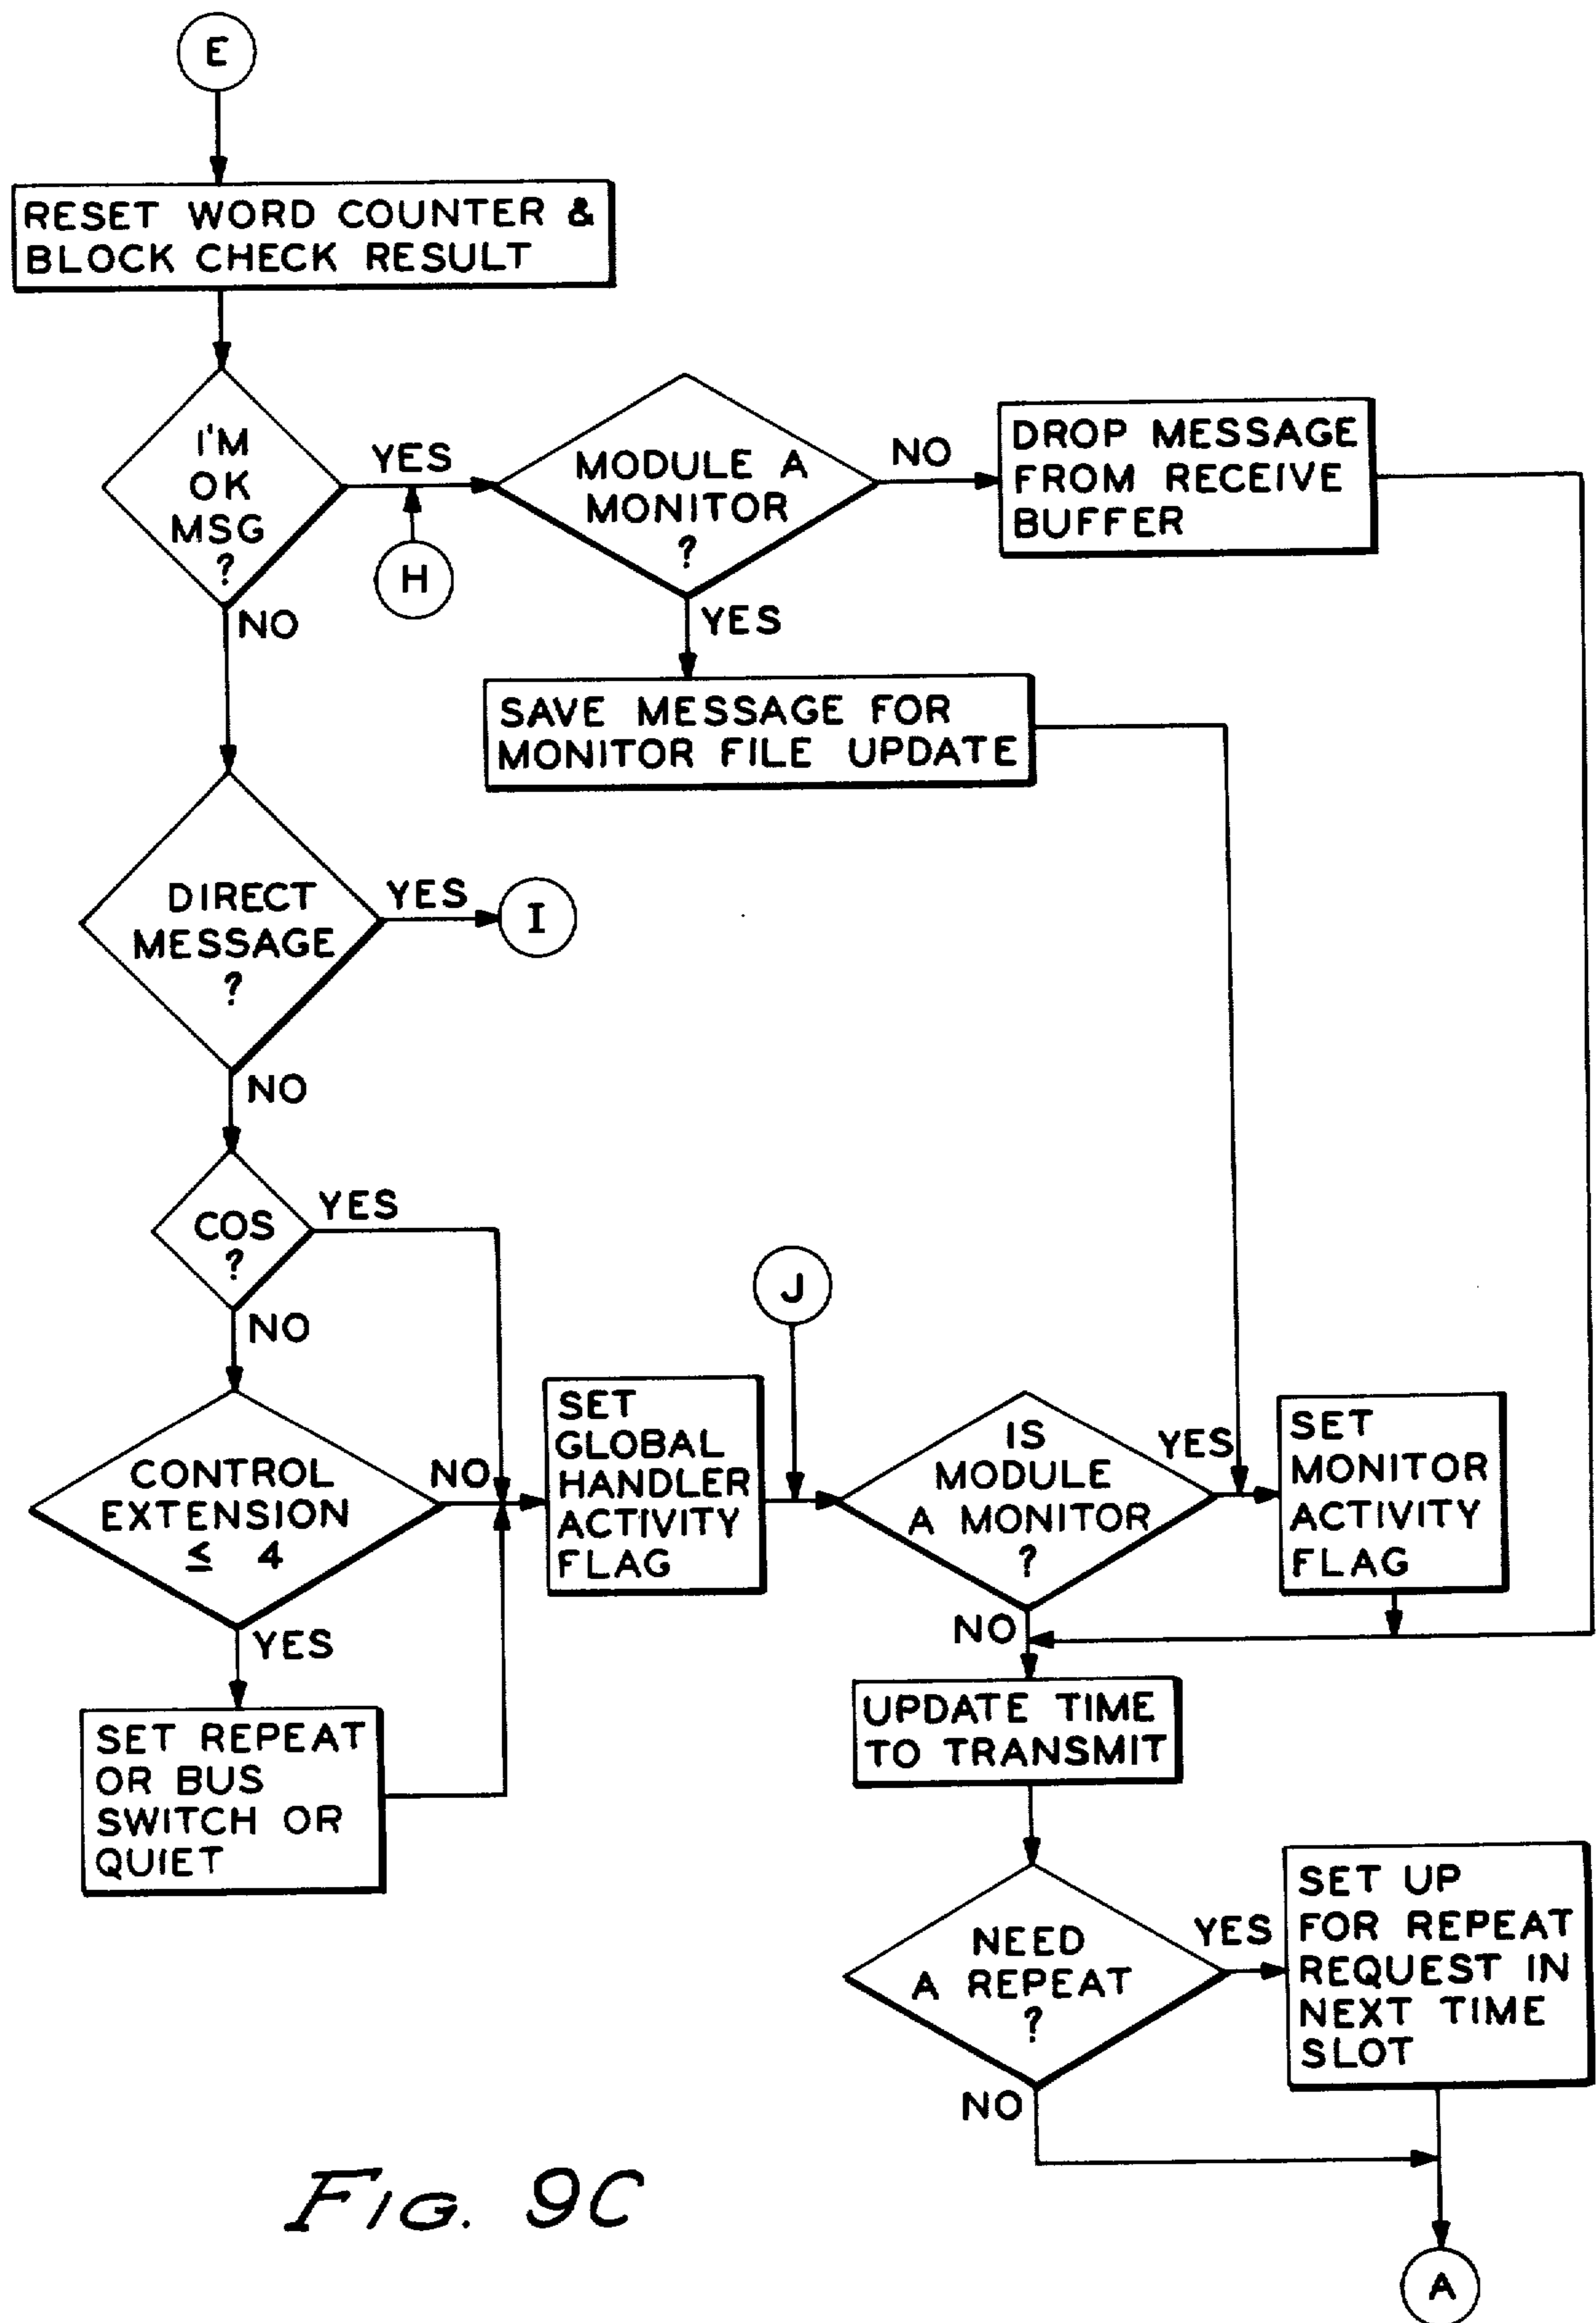 E
RESET WORD COUNTER &
BLOCK CHECK RESULT
I'M
OK
MSG
?
YES
H
NO
MODULE A
MONITOR
?
NO
YES
DROP MESSAGE
FROM RECEIVE
BUFFER
SAVE MESSAGE FOR
MONITOR FILE UPDATE
DIRECT
MESSAGE
?
YES
I
NO
COS
?
YES
NO
CONTROL
EXTENSION
≤ 4
NO
YES
SET REPEAT
OR BUS
SWITCH OR
QUIET
SET
GLOBAL
HANDLER
ACTIVITY
FLAG
J
IS
MODULE
A MONITOR
?
YES
NO
SET
MONITOR
ACTIVITY
FLAG
UPDATE TIME
TO TRANSMIT
NEED
A REPEAT
?
YES
NO
SET UP
FOR REPEAT
REQUEST IN
NEXT TIME
SLOT
A
FIG. 9C